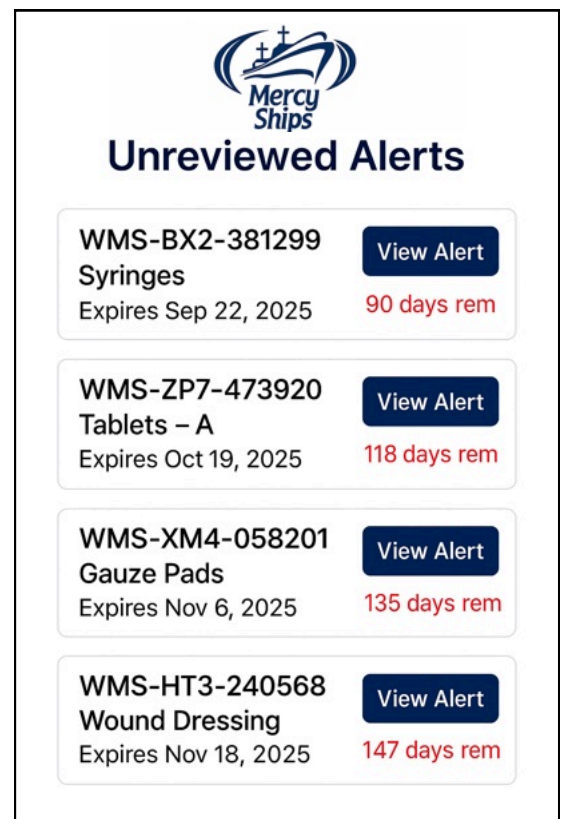 Mercy
Ships
Unreviewed Alerts
WMS-BX2-381299
View Alert
Syringes
Expires Sep 22, 2025
90 days rem
WMS-ZP7-473920
View Alert
Tablets – A
Expires Oct 19, 2025
118 days rem
WMS-XM4-058201
View Alert
Gauze Pads
Expires Nov 6, 2025
135 days rem
WMS-HT3-240568
View Alert
Wound Dressing
Expires Nov 18, 2025
147 days rem